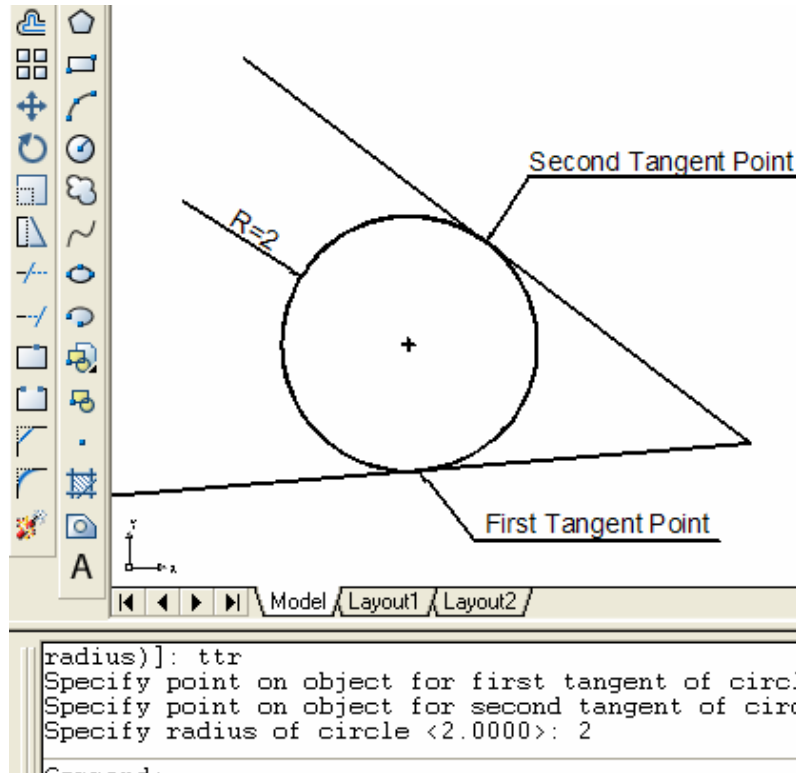 Second Tangent Point
R=2
First Tangent Point
Y
X
A
Model Layout1 Layout2
radius)]: ttr
Specify point on object for first tangent of circl
Specify point on object for second tangent of circ
Specify radius of circle <2.0000>: 2
Command: